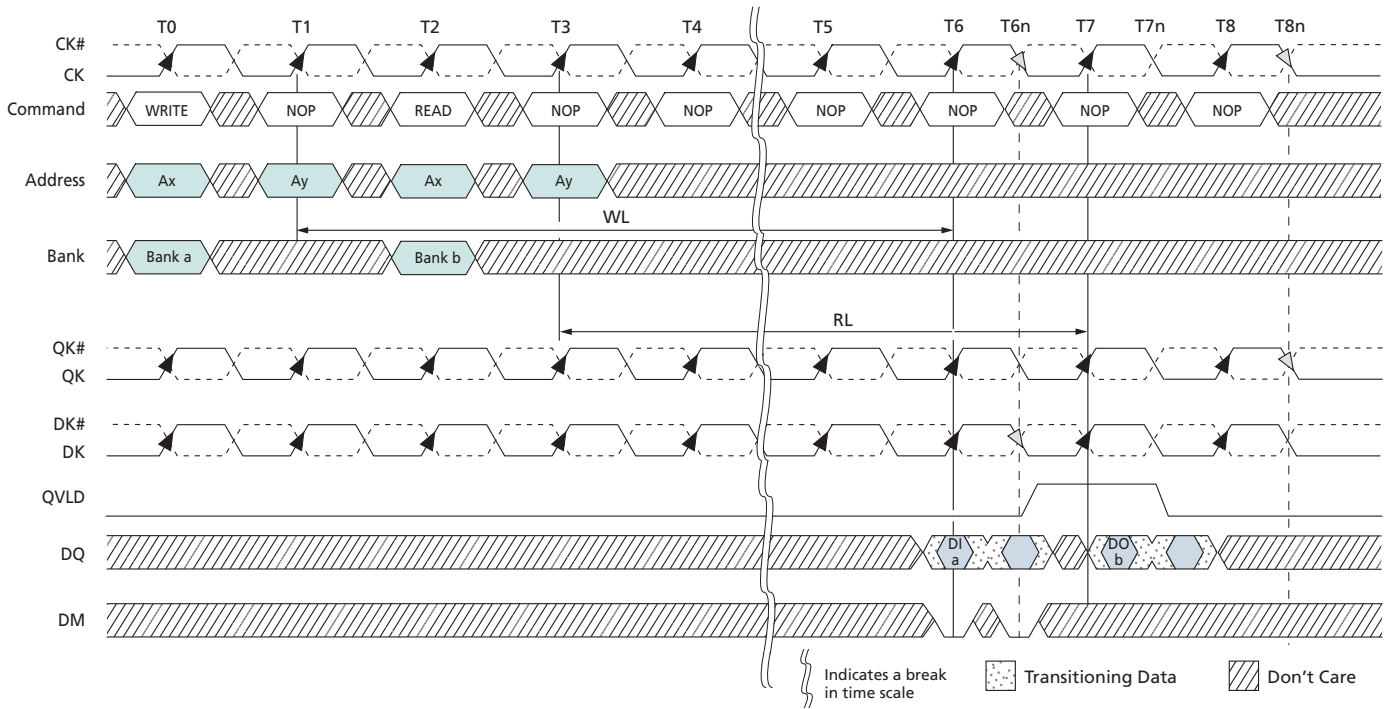 T0 T1 T2 T3 T4 T5 T6 T6n T7 T7n T8 T8n
CK#
CK
Command WRITE NOP READ NOP NOP NOP NOP NOP NOP
Address Ax Ay Ax Ay
WL
Bank Bank a Bank b
RL
QK#
QK
DK#
DK
QVLD
DQ DI a DO b
DM
Indicates a break
in time scale
Transitioning Data
Don't Care